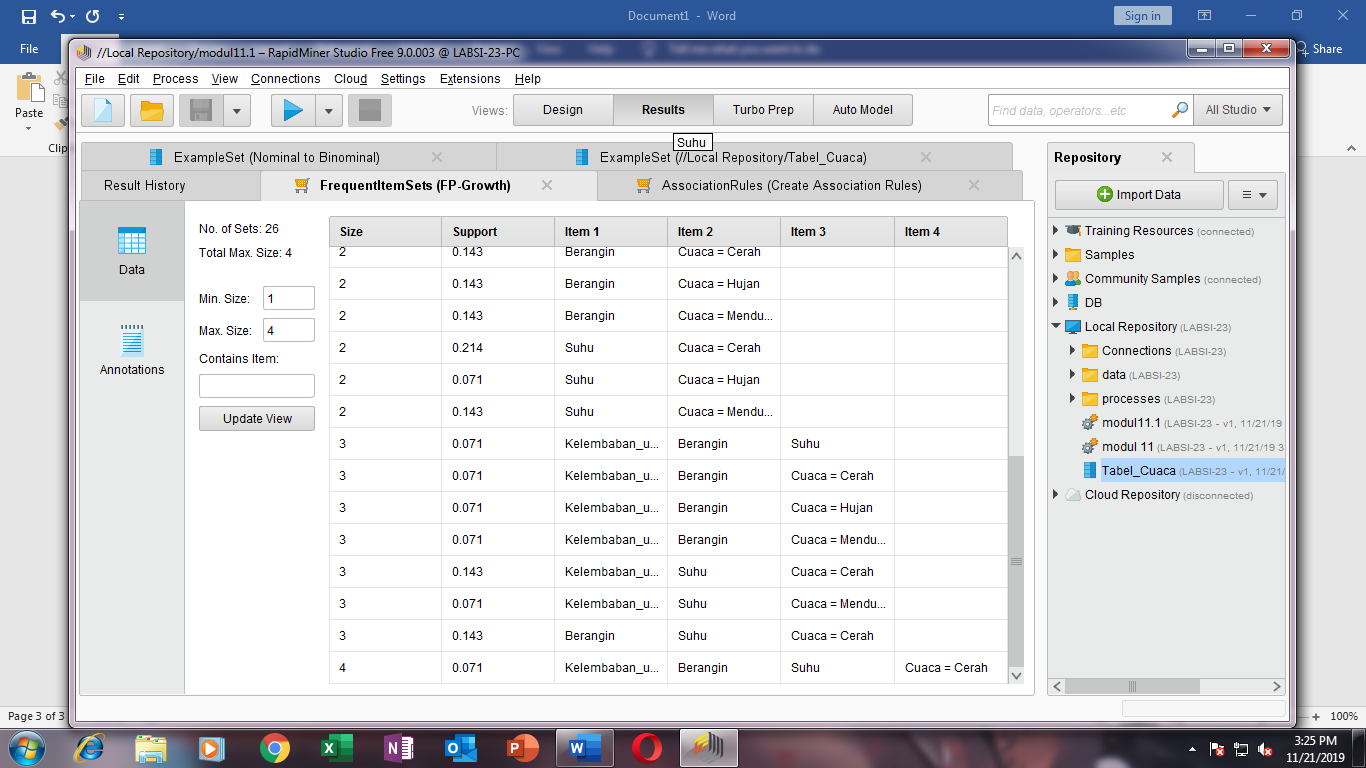 Document1 - Word
Sign in
File
Share
Paste
Clip
//Local Repository/modul11.1 – RapidMiner Studio Free 9.0.003 @ LABSI-23-PC
File Edit Process View Connections Cloud Settings Extensions Help
Views: Design Results Turbo Prep Auto Model
Find data, operators...etc
All Studio
Suhu
ExampleSet (Nominal to Binominal)
ExampleSet (//Local Repository/Tabel_Cuaca)
Result History
FrequentItemSets (FP-Growth)
AssociationRules (Create Association Rules)
Data
Annotations
No. of Sets: 26
Total Max. Size: 4
Min. Size: 1
Max. Size: 4
Contains Item:
Update View
Size Support Item 1 Item 2 Item 3 Item 4
2 0.143 Berangin Cuaca = Cerah
2 0.143 Berangin Cuaca = Hujan
2 0.143 Berangin Cuaca = Mendu...
2 0.214 Suhu Cuaca = Cerah
2 0.071 Suhu Cuaca = Hujan
2 0.143 Suhu Cuaca = Mendu...
3 0.071 Kelembaban_u... Berangin Suhu
3 0.071 Kelembaban_u... Berangin Cuaca = Cerah
3 0.071 Kelembaban_u... Berangin Cuaca = Hujan
3 0.071 Kelembaban_u... Berangin Cuaca = Mendu...
3 0.143 Kelembaban_u... Suhu Cuaca = Cerah
3 0.071 Kelembaban_u... Suhu Cuaca = Mendu...
3 0.143 Berangin Suhu Cuaca = Cerah
4 0.071 Kelembaban_u... Berangin Suhu Cuaca = Cerah
Repository
Import Data
Training Resources (connected)
Samples
Community Samples (connected)
DB
Local Repository (LABSI-23)
Connections (LABSI-23)
data (LABSI-23)
processes (LABSI-23)
modul11.1 (LABSI-23 - v1, 11/21/19
modul 11 (LABSI-23 - v1, 11/21/19 3
Tabel_Cuaca (LABSI-23 - v1, 11/21/
Cloud Repository (disconnected)
Page 3 of 3
100%
3:25 PM
11/21/2019